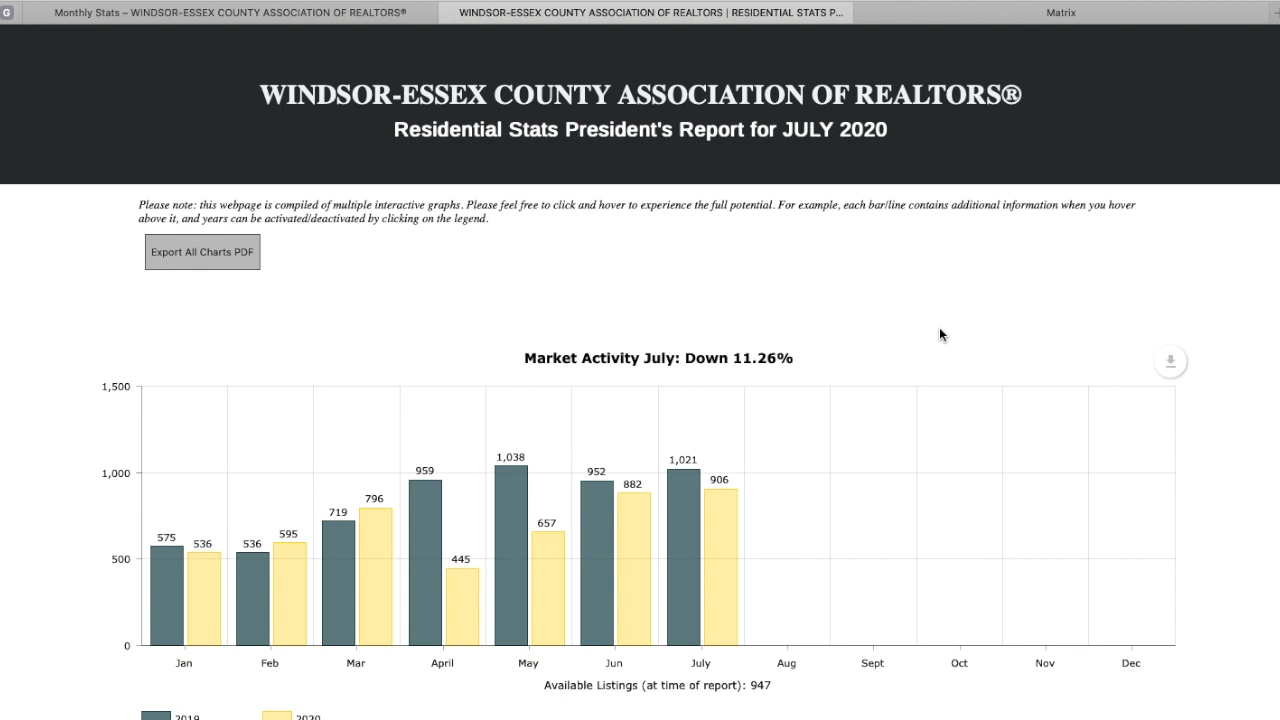 G
Monthly Stats – WINDSOR-ESSEX COUNTY ASSOCIATION OF REALTORS®
WINDSOR-ESSEX COUNTY ASSOCIATION OF REALTORS | RESIDENTIAL STATS P...
Matrix
WINDSOR-ESSEX COUNTY ASSOCIATION OF REALTORS®
Residential Stats President's Report for JULY 2020
Please note: this webpage is compiled of multiple interactive graphs. Please feel free to click and hover to experience the full potential. For example, each bar/line contains additional information when you hover
above it, and years can be activated/deactivated by clicking on the legend.
Export All Charts PDF
Market Activity July: Down 11.26%
1,500
1,000
500
0
575 536 536 595 719 796 959 445 1,038 657 952 882 1,021 906
Jan Feb Mar April May Jun July Aug Sept Oct Nov Dec
Available Listings (at time of report): 947
2019 2020